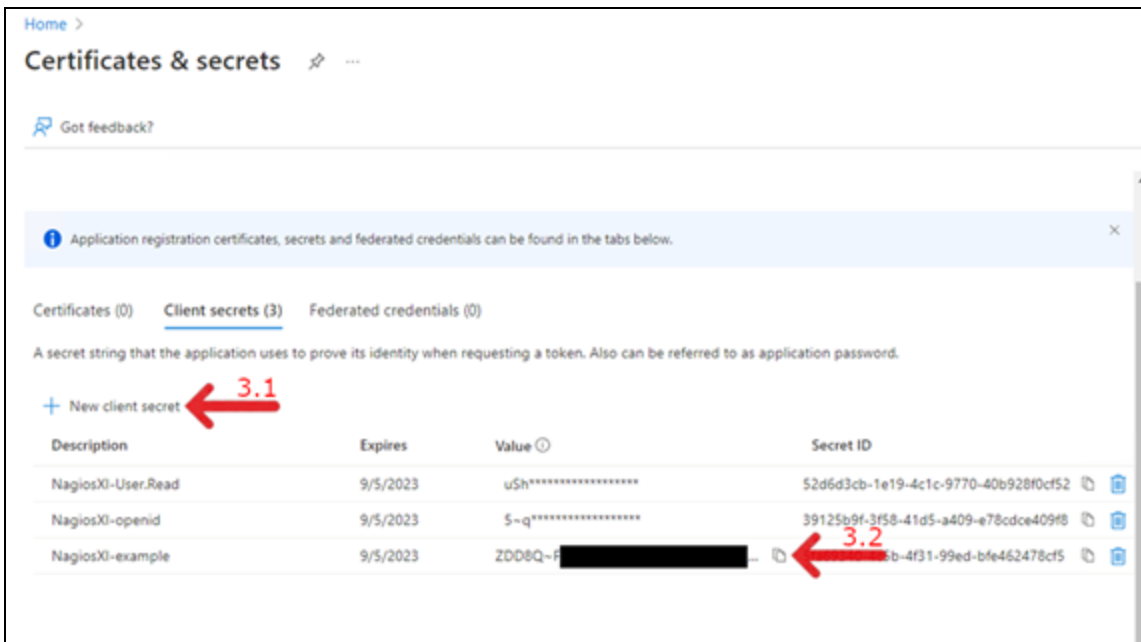 Home >
Certificates & secrets ...
Got feedback?
Application registration certificates, secrets and federated credentials can be found in the tabs below.
Certificates (0) Client secrets (3) Federated credentials (0)
A secret string that the application uses to prove its identity when requesting a token. Also can be referred to as application password.
+ New client secret 3.1
Description Expires Value Secret ID
NagiosXI-User.Read 9/5/2023 uSh****************** 52d6d3cb-1e19-4c1c-9770-40b928f0cf52
NagiosXI-openid 9/5/2023 5~q****************** 39125b9f-3f58-41d5-a409-e78cdce409f8
3.2
NagiosXI-example 9/5/2023 ZDD8Q~ ... -4f31-99ed-bfe462478cf5